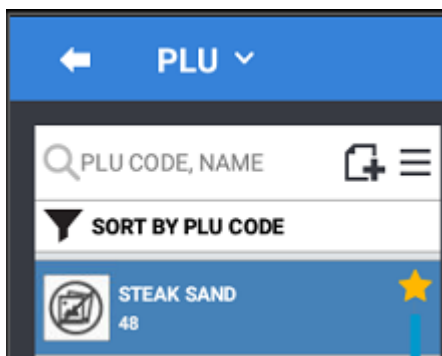 PLU
PLU CODE, NAME
SORT BY PLU CODE
STEAK SAND
48